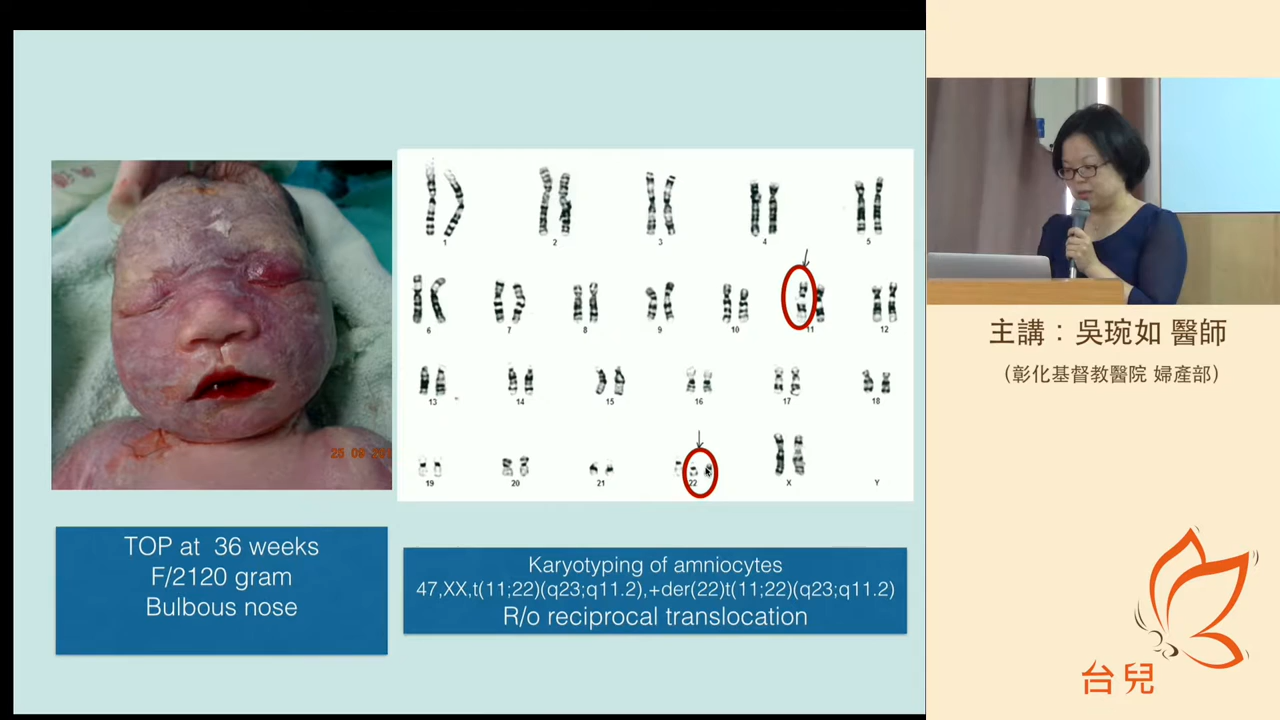 25 09 20
TOP at 36 weeks
F/2120 gram
Bulbous nose
1 2 3 4 5
6 7 8 9 10 11 12
13 14 15 16 17 18
19 20 21 22 X Y
Karyotyping of amniocytes
47,XX,t(11;22)(q23;q11.2),+der(22)t(11;22)(q23;q11.2)
R/o reciprocal translocation
主講：吳琬如 醫師
（彰化基督教醫院 婦產部）
台兒